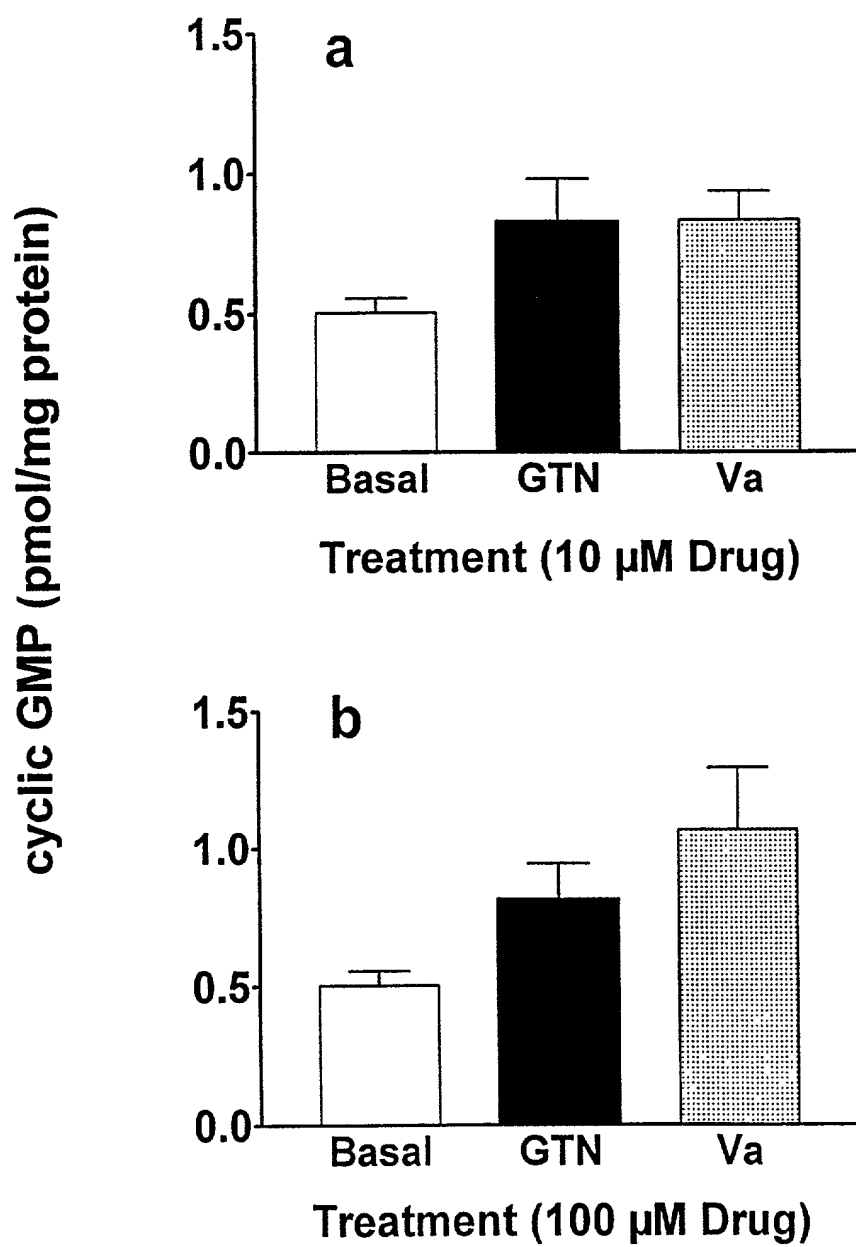 cyclic GMP (pmol/mg protein)
a
1.5
1.0
0.5
0.0
Basal GTN Va
Treatment (10 µM Drug)
b
1.5
1.0
0.5
0.0
Basal GTN Va
Treatment (100 µM Drug)